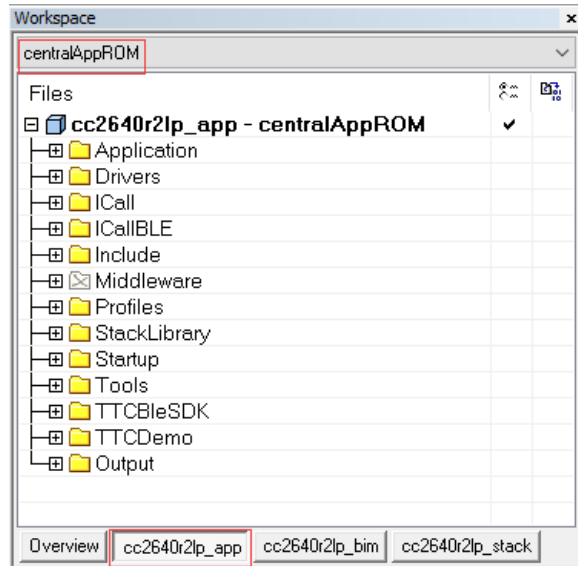 Workspace
centralAppROM
Files
cc2640r2lp_app - centralAppROM
Application
Drivers
ICall
ICallBLE
Include
Middleware
Profiles
StackLibrary
Startup
Tools
TTCBleSDK
TTCDemo
Output
Overview cc2640r2lp_app cc2640r2lp_bim cc2640r2lp_stack